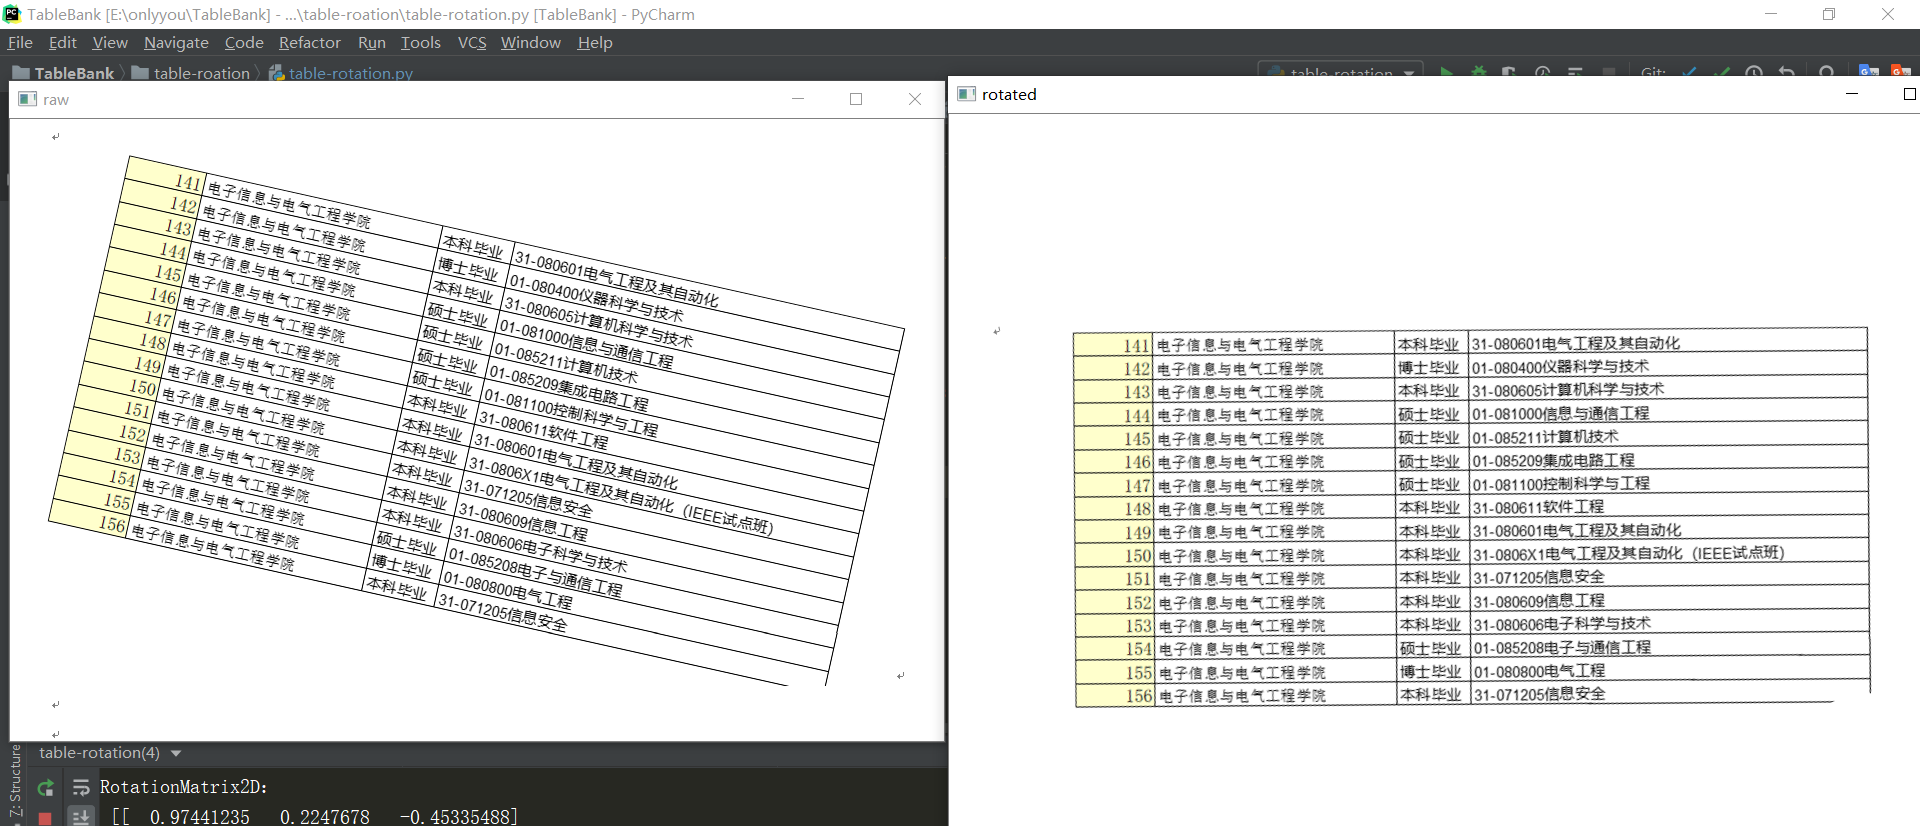 TableBank [E:\onlyyou\TableBank] - ...\table-roation\table-rotation.py [TableBank] - PyCharm
File Edit View Navigate Code Refactor Run Tools VCS Window Help
TableBank table-roation table-rotation.py table-rotation Git:
raw
141 电子信息与电气工程学院 本科毕业 31-080601电气工程及其自动化
142 电子信息与电气工程学院 博士毕业 01-080400仪器科学与技术
143 电子信息与电气工程学院 本科毕业 31-080605计算机科学与技术
144 电子信息与电气工程学院 硕士毕业 01-081000信息与通信工程
145 电子信息与电气工程学院 硕士毕业 01-085211计算机技术
146 电子信息与电气工程学院 硕士毕业 01-085209集成电路工程
147 电子信息与电气工程学院 硕士毕业 01-081100控制科学与工程
148 电子信息与电气工程学院 本科毕业 31-080611软件工程
149 电子信息与电气工程学院 本科毕业 31-080601电气工程及其自动化
150 电子信息与电气工程学院 本科毕业 31-0806X1电气工程及其自动化（IEEE试点班）
151 电子信息与电气工程学院 本科毕业 31-071205信息安全
152 电子信息与电气工程学院 本科毕业 31-080609信息工程
153 电子信息与电气工程学院 本科毕业 31-080606电子科学与技术
154 电子信息与电气工程学院 硕士毕业 01-085208电子与通信工程
155 电子信息与电气工程学院 博士毕业 01-080800电气工程
156 电子信息与电气工程学院 本科毕业 31-071205信息安全
rotated
141 电子信息与电气工程学院 本科毕业 31-080601电气工程及其自动化
142 电子信息与电气工程学院 博士毕业 01-080400仪器科学与技术
143 电子信息与电气工程学院 本科毕业 31-080605计算机科学与技术
144 电子信息与电气工程学院 硕士毕业 01-081000信息与通信工程
145 电子信息与电气工程学院 硕士毕业 01-085211计算机技术
146 电子信息与电气工程学院 硕士毕业 01-085209集成电路工程
147 电子信息与电气工程学院 硕士毕业 01-081100控制科学与工程
148 电子信息与电气工程学院 本科毕业 31-080611软件工程
149 电子信息与电气工程学院 本科毕业 31-080601电气工程及其自动化
150 电子信息与电气工程学院 本科毕业 31-0806X1电气工程及其自动化（IEEE试点班）
151 电子信息与电气工程学院 本科毕业 31-071205信息安全
152 电子信息与电气工程学院 本科毕业 31-080609信息工程
153 电子信息与电气工程学院 本科毕业 31-080606电子科学与技术
154 电子信息与电气工程学院 硕士毕业 01-085208电子与通信工程
155 电子信息与电气工程学院 博士毕业 01-080800电气工程
156 电子信息与电气工程学院 本科毕业 31-071205信息安全
table-rotation(4)
Z: Structure
RotationMatrix2D:
[[ 0.97441235 0.2247678 -0.45335488]